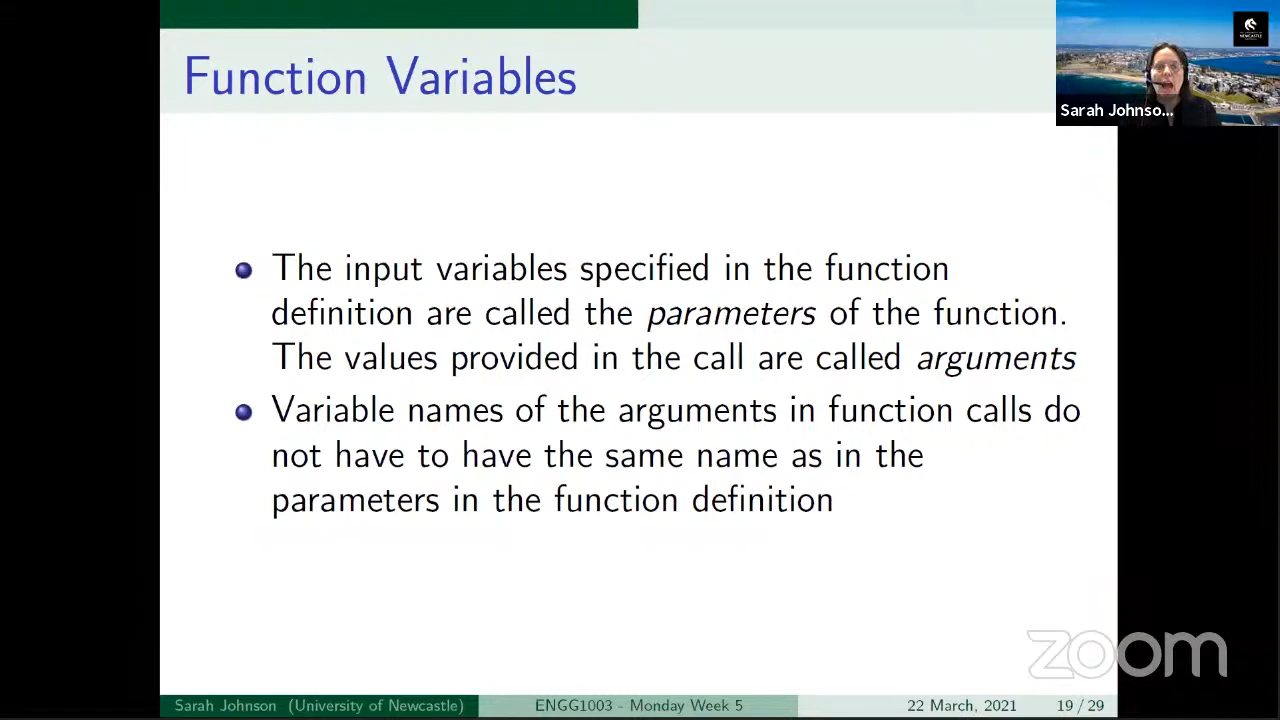 Function Variables
NEWCASTLE
Sarah Johnso...
The input variables specified in the function
definition are called the parameters of the function.
The values provided in the call are called arguments
Variable names of the arguments in function calls do
not have to have the same name as in the
parameters in the function definition
zoom
Sarah Johnson (University of Newcastle)
ENGG1003 - Monday Week 5
22 March, 2021
19 / 29